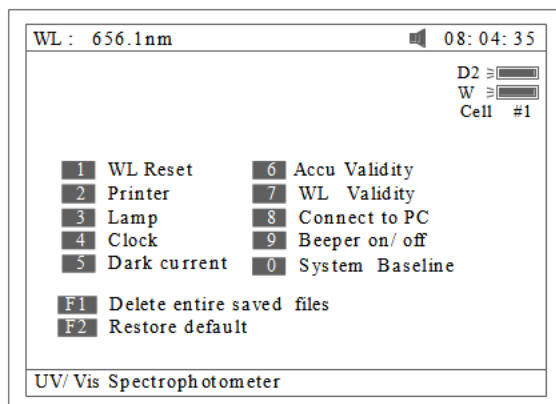 WL: 656.1nm 08:04:35
D2
W
Cell #1
1 WL Reset 6 Accu Validity
2 Printer 7 WL Validity
3 Lamp 8 Connect to PC
4 Clock 9 Beeper on/off
5 Dark current 0 System Baseline
F1 Delete entire saved files
F2 Restore default
UV/Vis Spectrophotometer